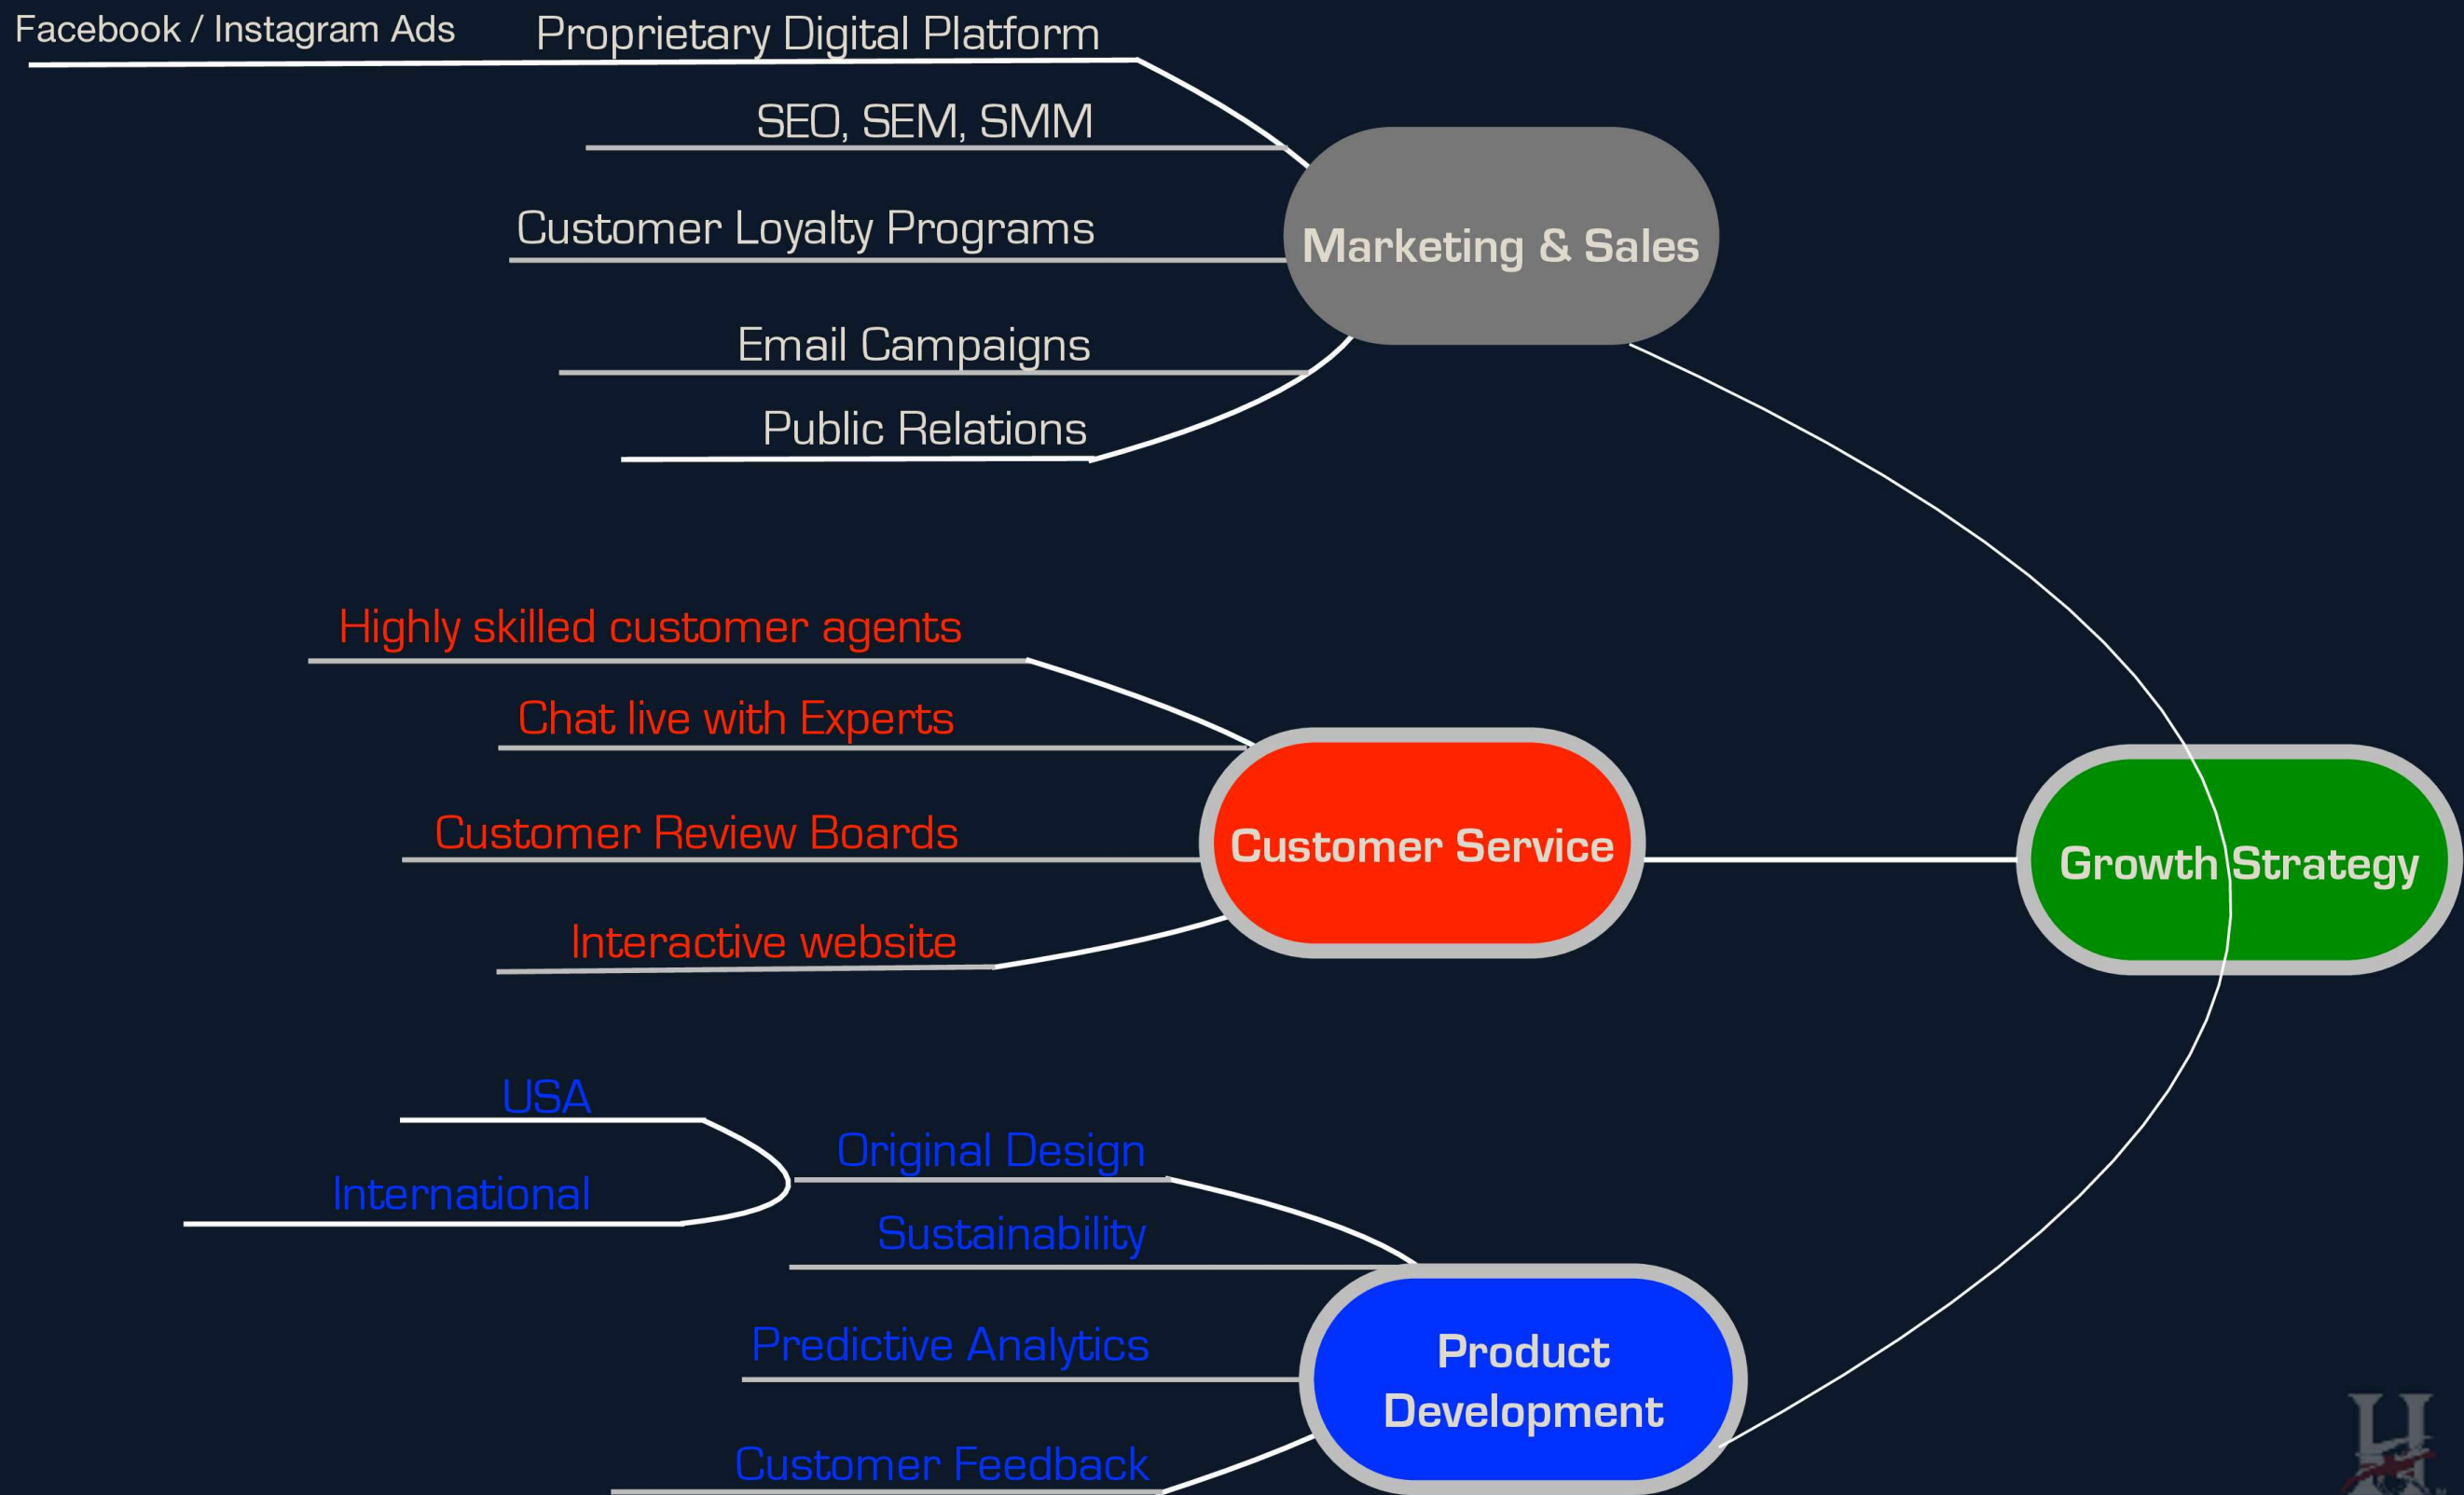 Facebook / Instagram Ads
Proprietary Digital Platform
SEO, SEM, SMM
Customer Loyalty Programs
Marketing & Sales
Email Campaigns
Public Relations
Highly skilled customer agents
Chat live with Experts
Customer Review Boards
Customer Service
Growth Strategy
Interactive website
USA
Original Design
International
Sustainability
Predictive Analytics
Product
Development
Customer Feedback
H